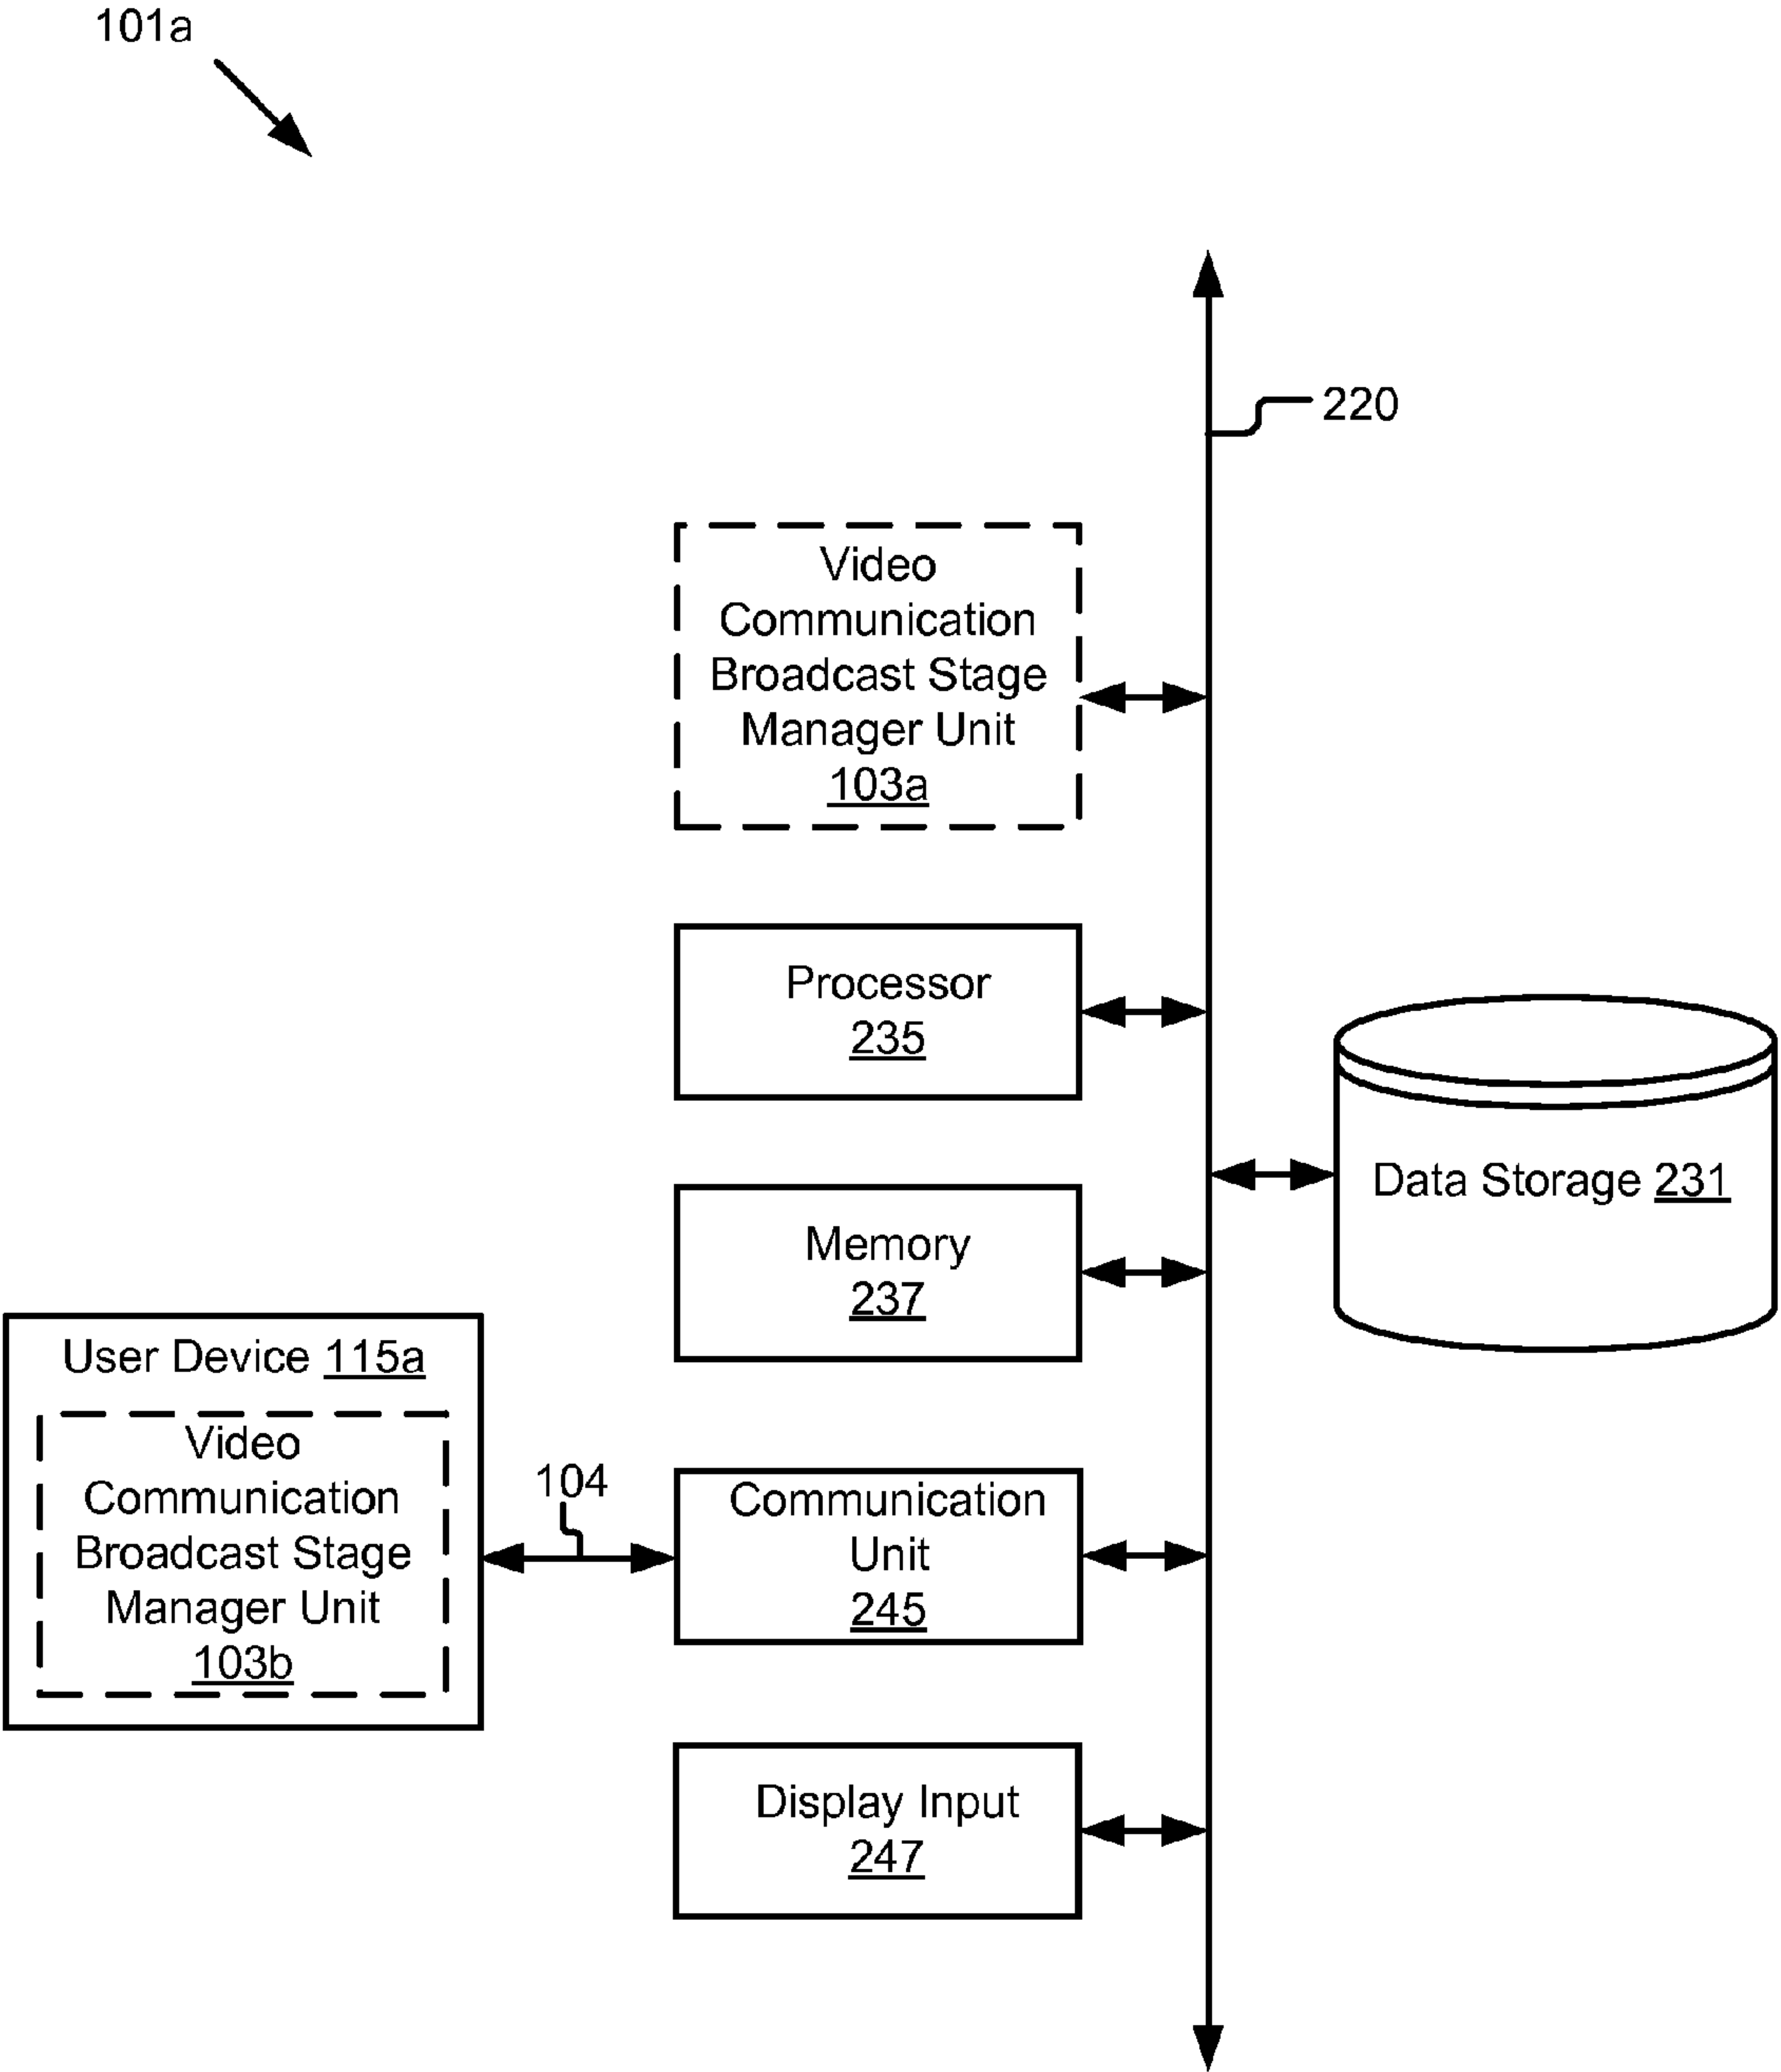 101a
220
Video
Communication
Broadcast Stage
Manager Unit
103a
Processor
235
Data Storage 231
Memory
237
User Device 115a
Video
Communication
Broadcast Stage
Manager Unit
103b
104
Communication
Unit
245
Display Input
247